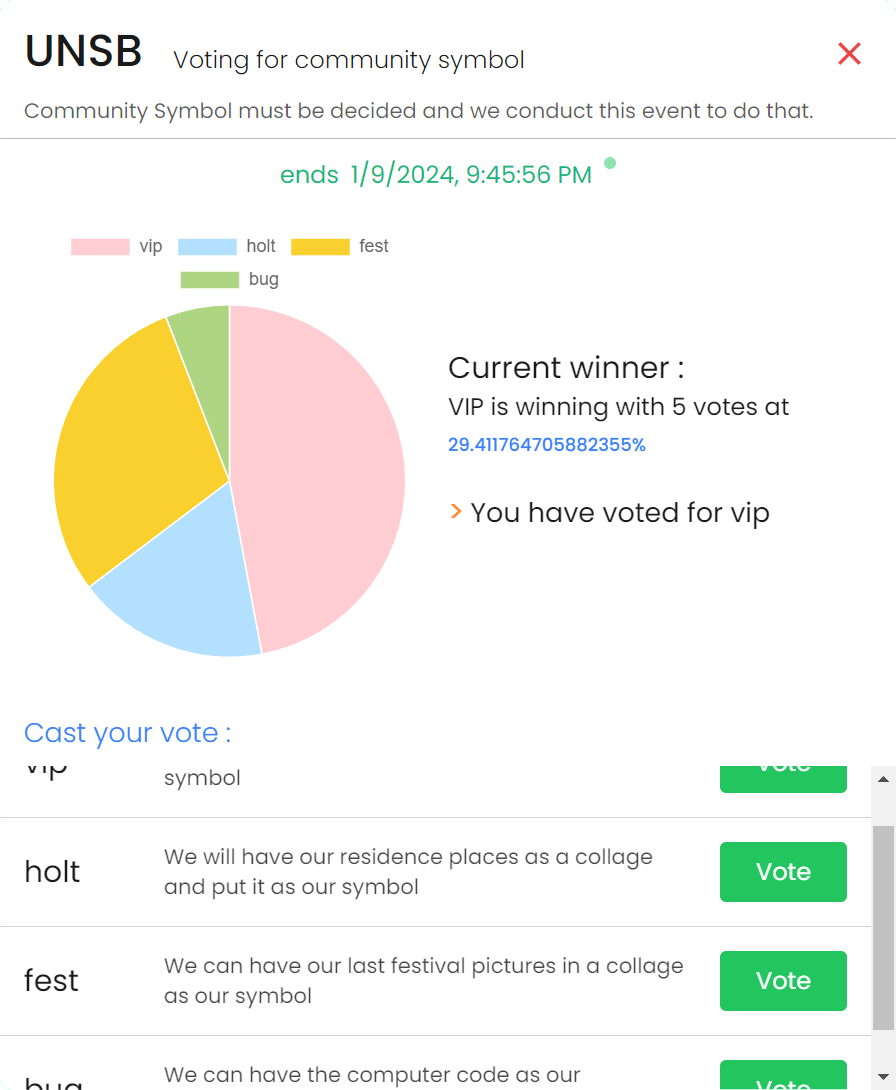 UNSB Voting for community symbol
Community Symbol must be decided and we conduct this event to do that.
ends 1/9/2024, 9:45:56 PM
vip holt fest
bug
Current winner :
VIP is winning with 5 votes at
29.411764705882355%
> You have voted for vip
Cast your vote :
vip symbol Vote
holt We will have our residence places as a collage
and put it as our symbol Vote
fest We can have our last festival pictures in a collage
as our symbol Vote
bug We can have the computer code as our Vote